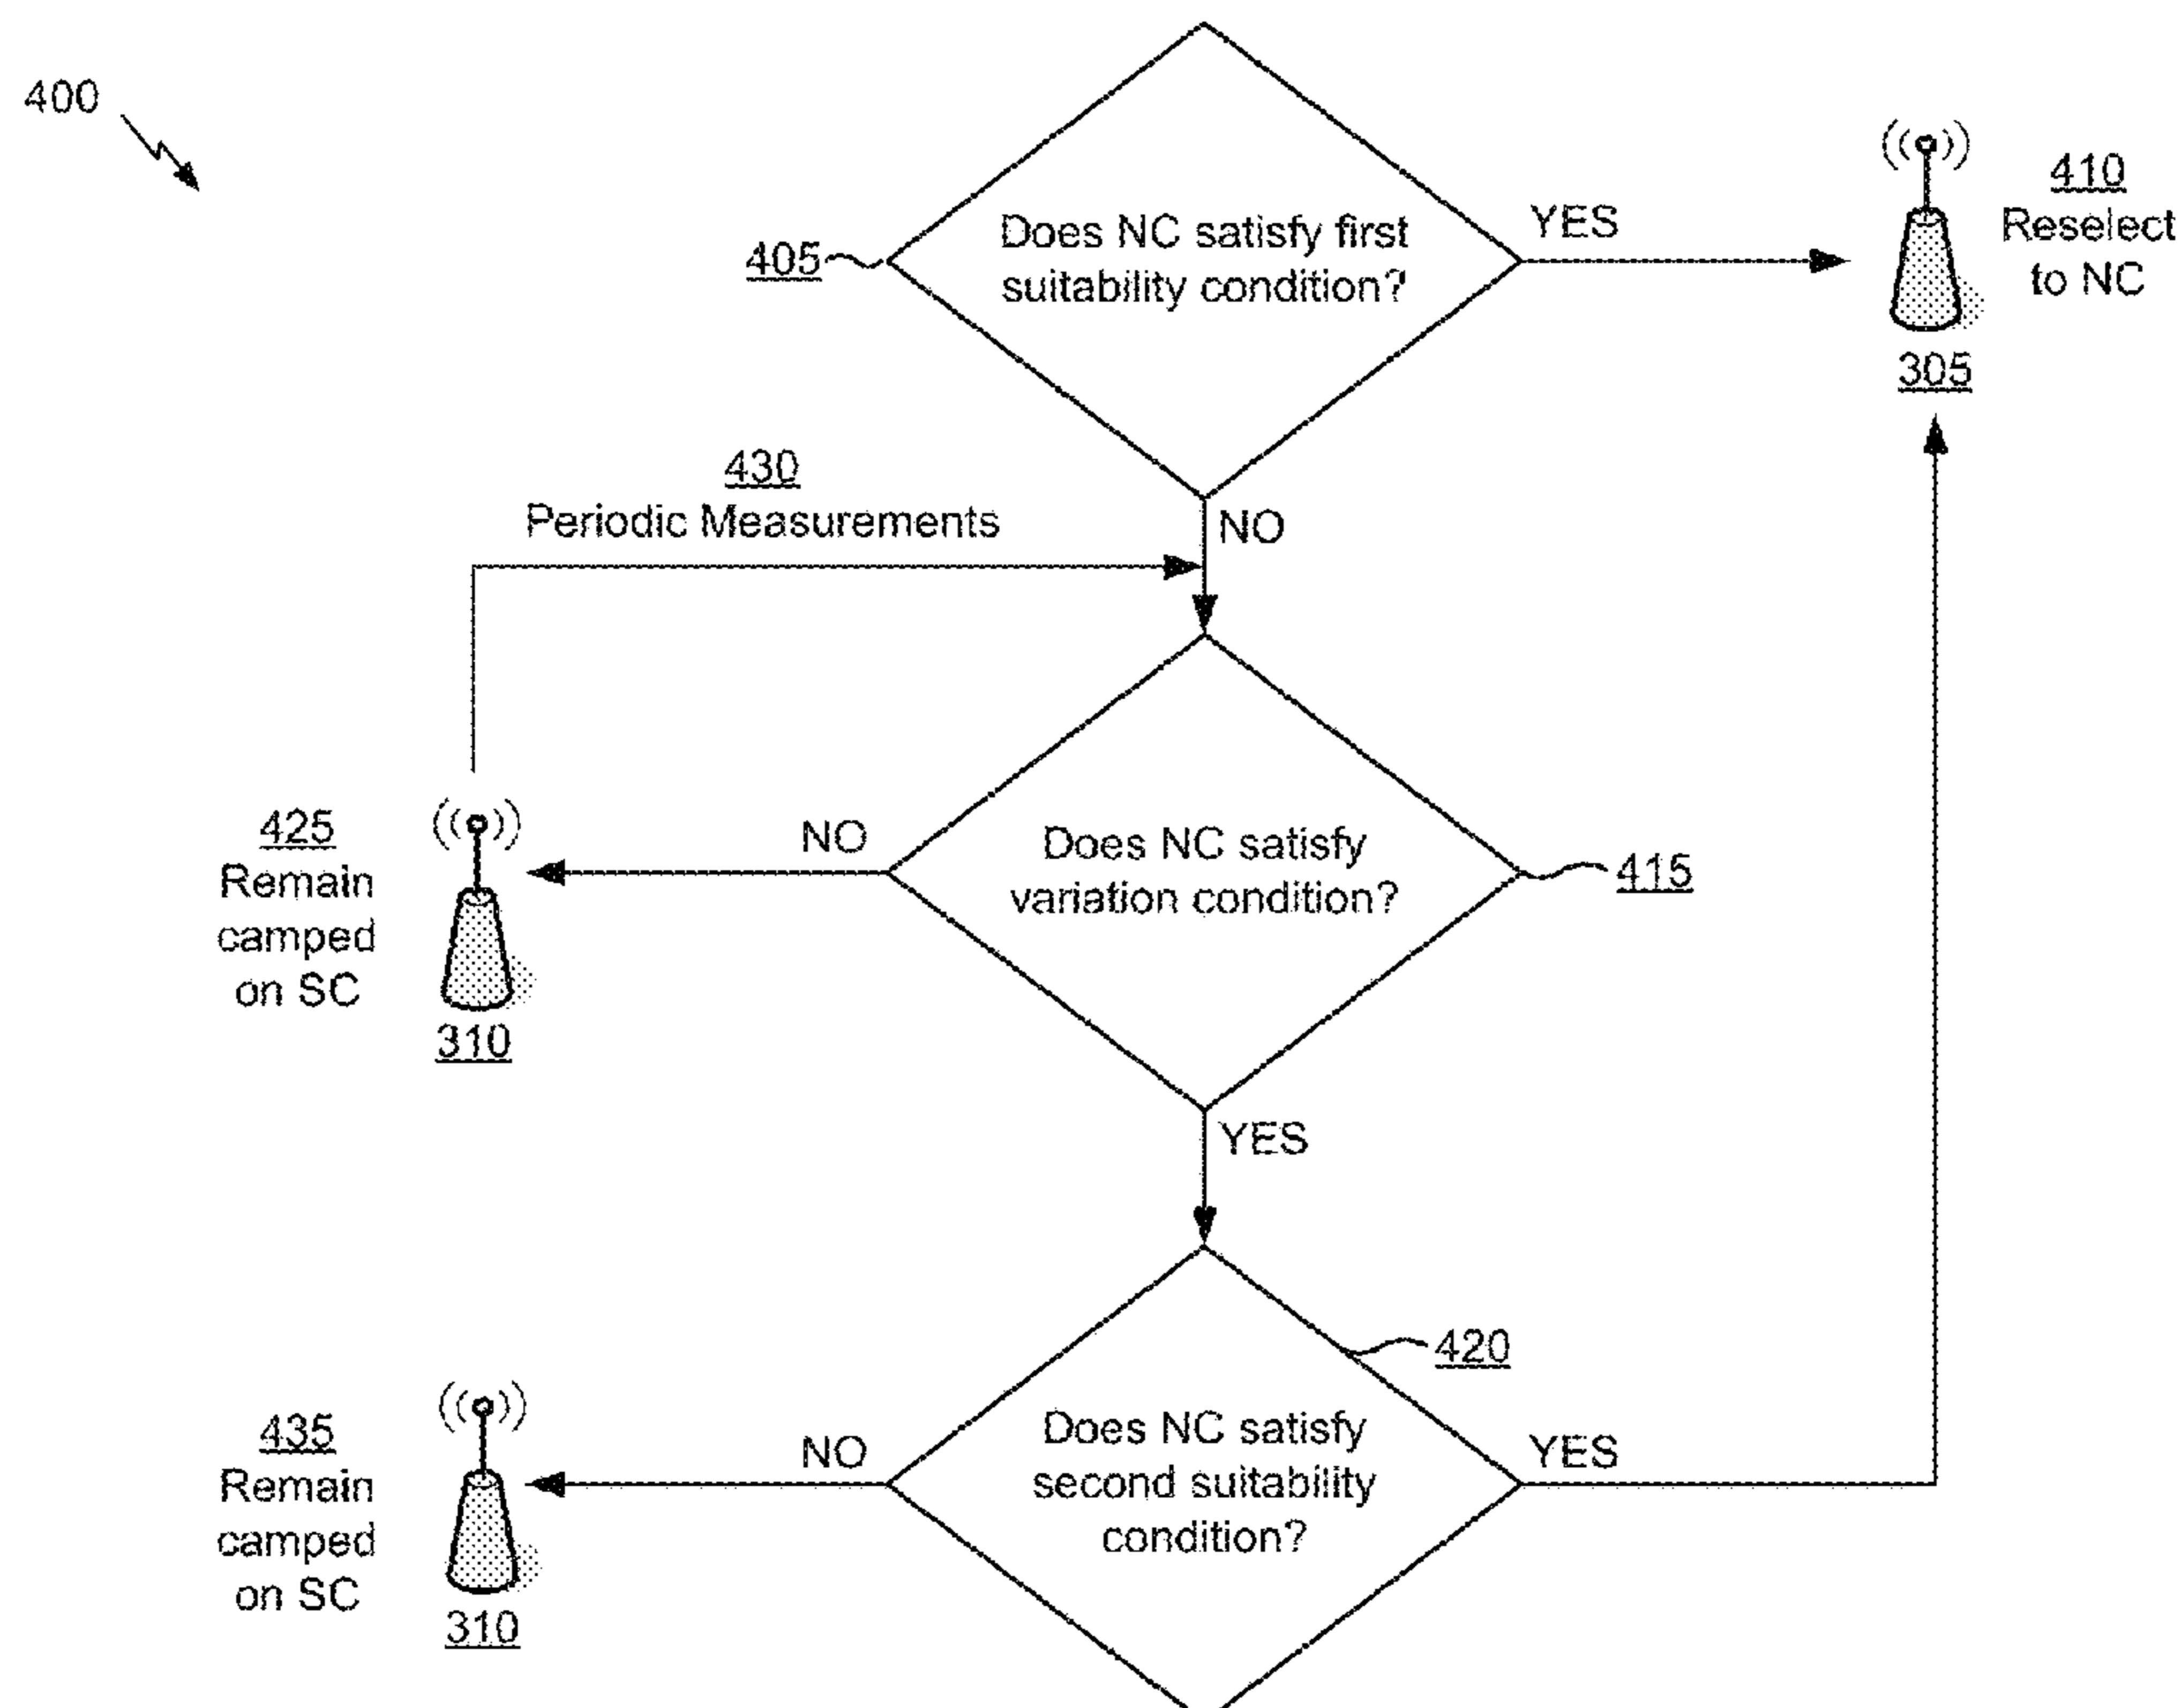 400
405
Does NC satisfy first
suitability condition?
YES
410
Reselect
to NC
305
430
Periodic Measurements
NO
425
Remain
camped
on SC
310
NO
Does NC satisfy
variation condition?
415
YES
435
Remain
camped
on SC
310
NO
420
Does NC satisfy
second suitability
condition?
YES